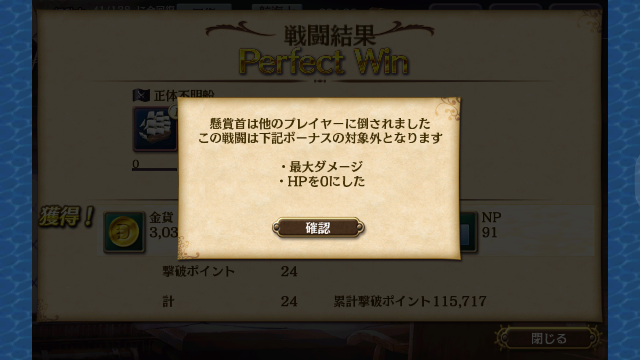 戦闘結果
Perfect Win
正体不明船
懸賞首は他のプレイヤーに倒されました
この戦闘は下記ボーナスの対象外となります
・最大ダメージ
・HPを0にした
確認
0
獲得！
金貨
3,03
NP
91
撃破ポイント 24
計 24 累計撃破ポイント115,717
閉じる